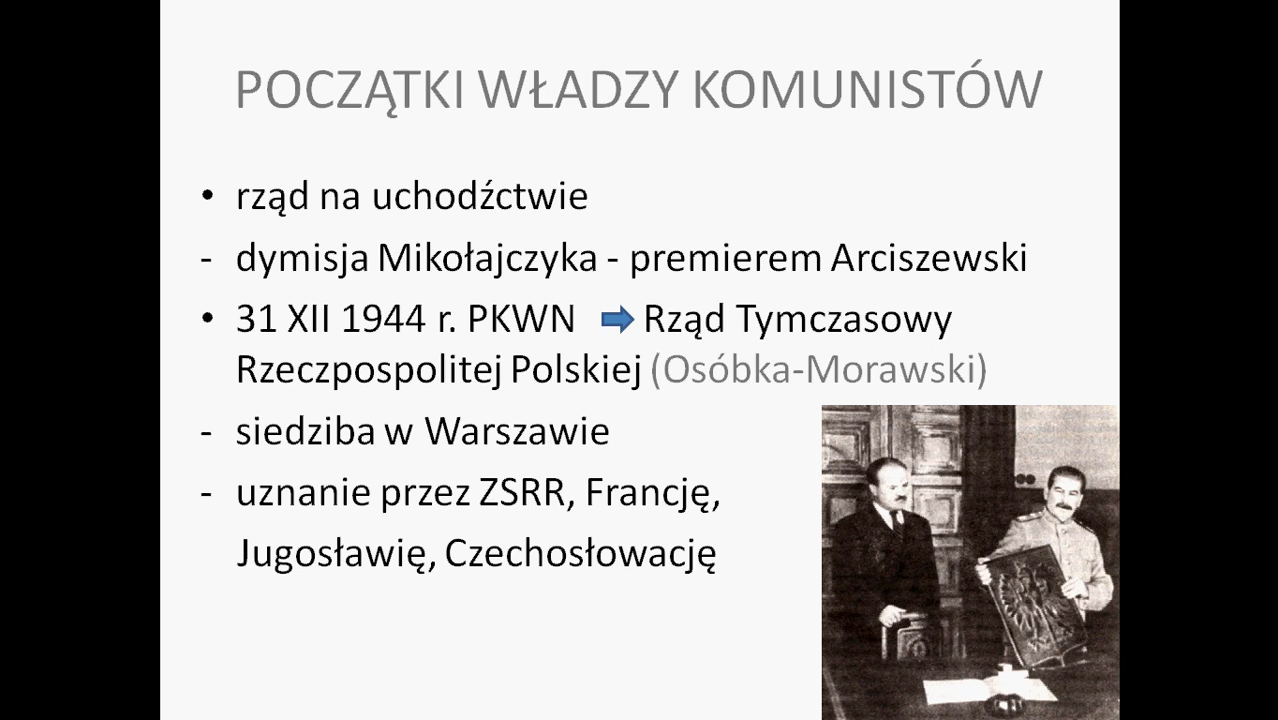 POCZĄTKI WŁADZY KOMUNISTÓW
• rząd na uchodźctwie
- dymisja Mikołajczyka - premierem Arciszewski
• 31 XII 1944 r. PKWN ➡ Rząd Tymczasowy
Rzeczpospolitej Polskiej (Osóbka-Morawski)
- siedziba w Warszawie
- uznanie przez ZSRR, Francję,
Jugosławię, Czechosłowację